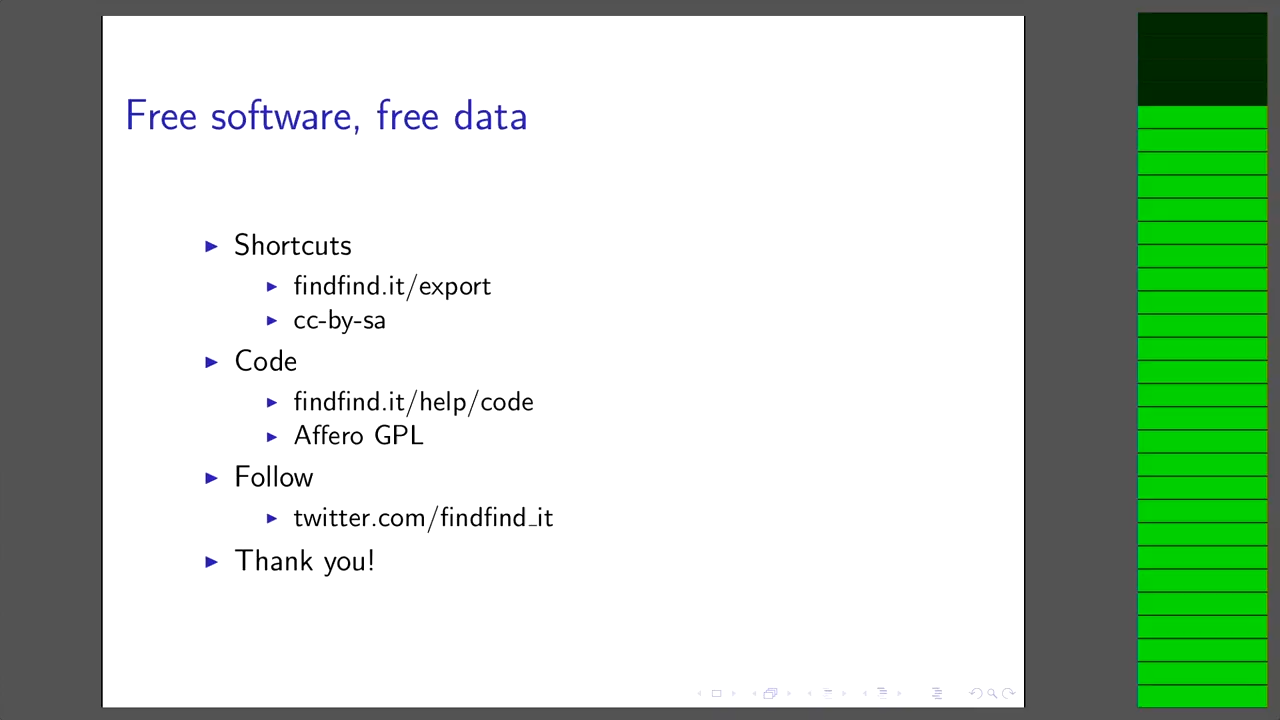 Free software, free data
Shortcuts
findfind.it/export
cc-by-sa
Code
findfind.it/help/code
Affero GPL
Follow
twitter.com/findfind_it
Thank you!